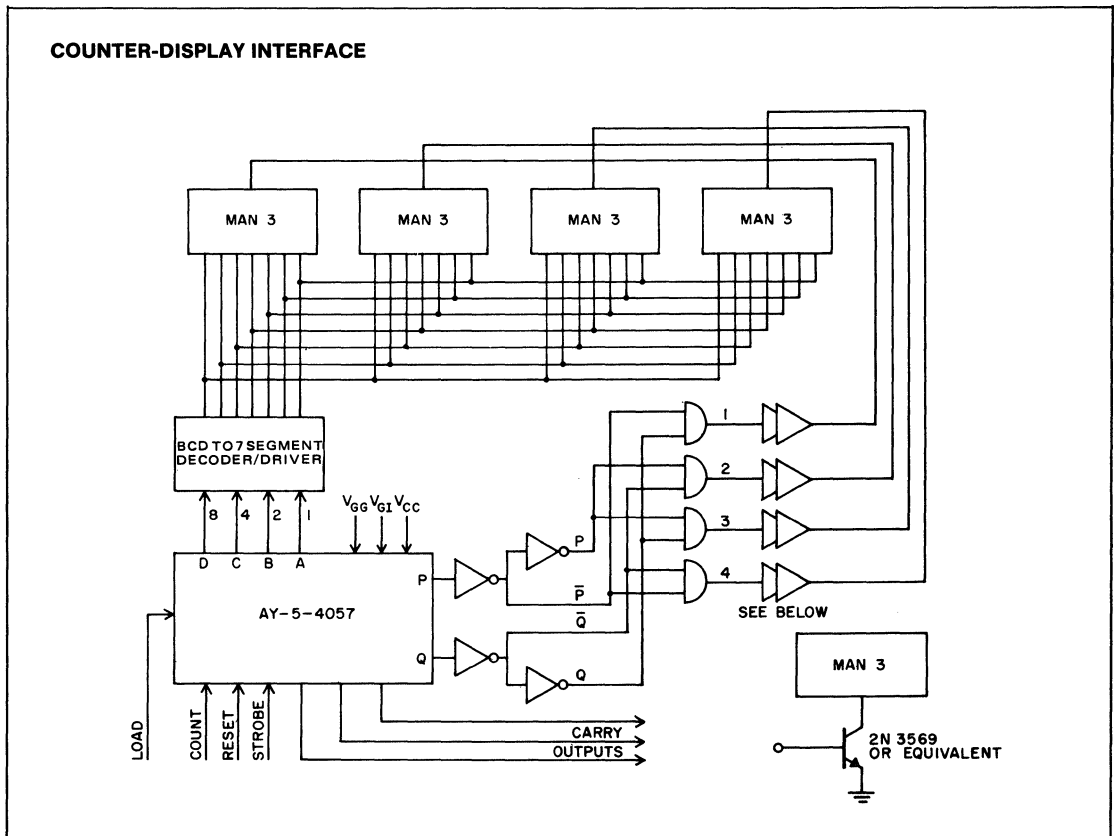 COUNTER-DISPLAY INTERFACE
MAN 3
MAN 3
MAN 3
MAN 3
BCD TO 7 SEGMENT
DECODER/DRIVER
8
4
2
1
D
C
B
A
VGG
VGI
VCC
AY-5-4057
P
Q
P
P̅
Q̅
Q
1
2
3
4
SEE BELOW
LOAD
COUNT
RESET
STROBE
CARRY
OUTPUTS
MAN 3
2N 3569
OR EQUIVALENT